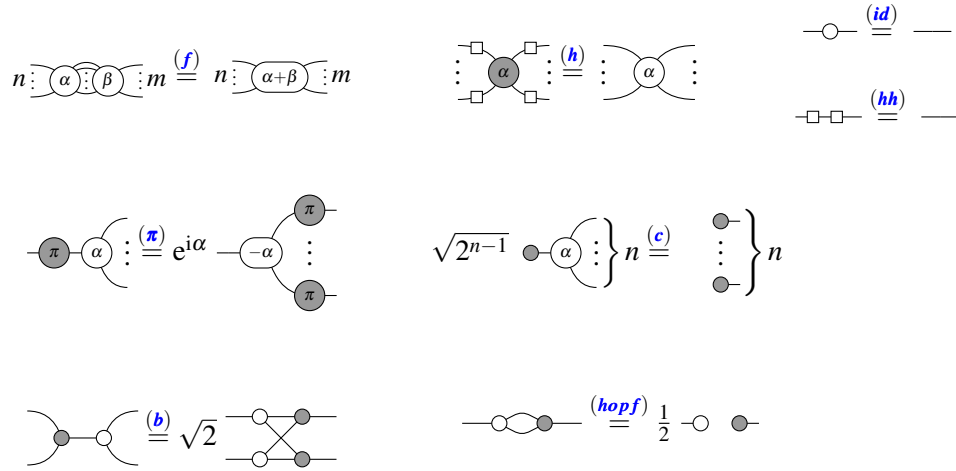 n α β m (f) = n α+β m
α (h) = α
(id) =
(hh) =
π α (π) = e^{iα} −α π π
√2^{n−1} α n (c) = n
(b) = √2
(hopf) = 1/2